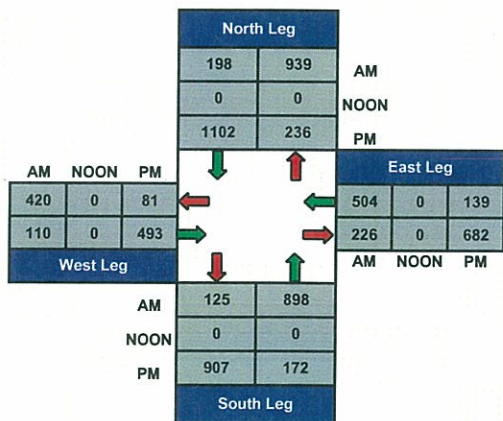 North Leg
198 939 AM
0 0 NOON
1102 236 PM
AM NOON PM
420 0 81
110 0 493
West Leg
East Leg
504 0 139
226 0 682
AM NOON PM
AM 125 898
NOON 0 0
PM 907 172
South Leg